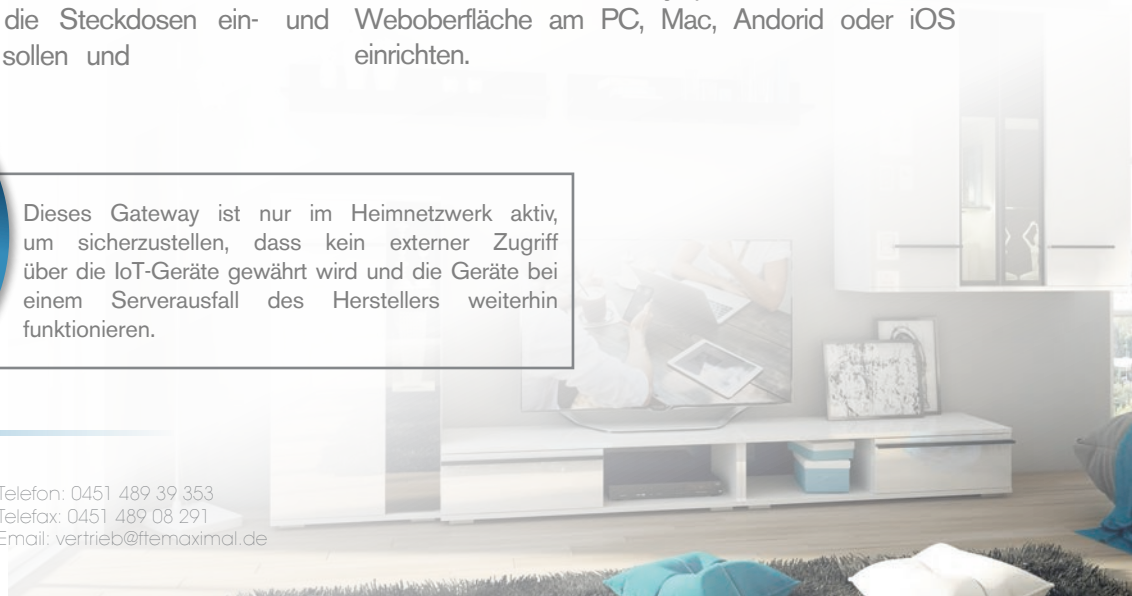 die Steckdosen ein- und
sollen und
Weboberfläche am PC, Mac, Andorid oder iOS
einrichten.
Dieses Gateway ist nur im Heimnetzwerk aktiv,
um sicherzustellen, dass kein externer Zugriff
über die IoT-Geräte gewährt wird und die Geräte bei
einem Serverausfall des Herstellers weiterhin
funktionieren.
Telefon: 0451 489 39 353
Telefax: 0451 489 08 291
Email: vertrieb@ftemaximal.de